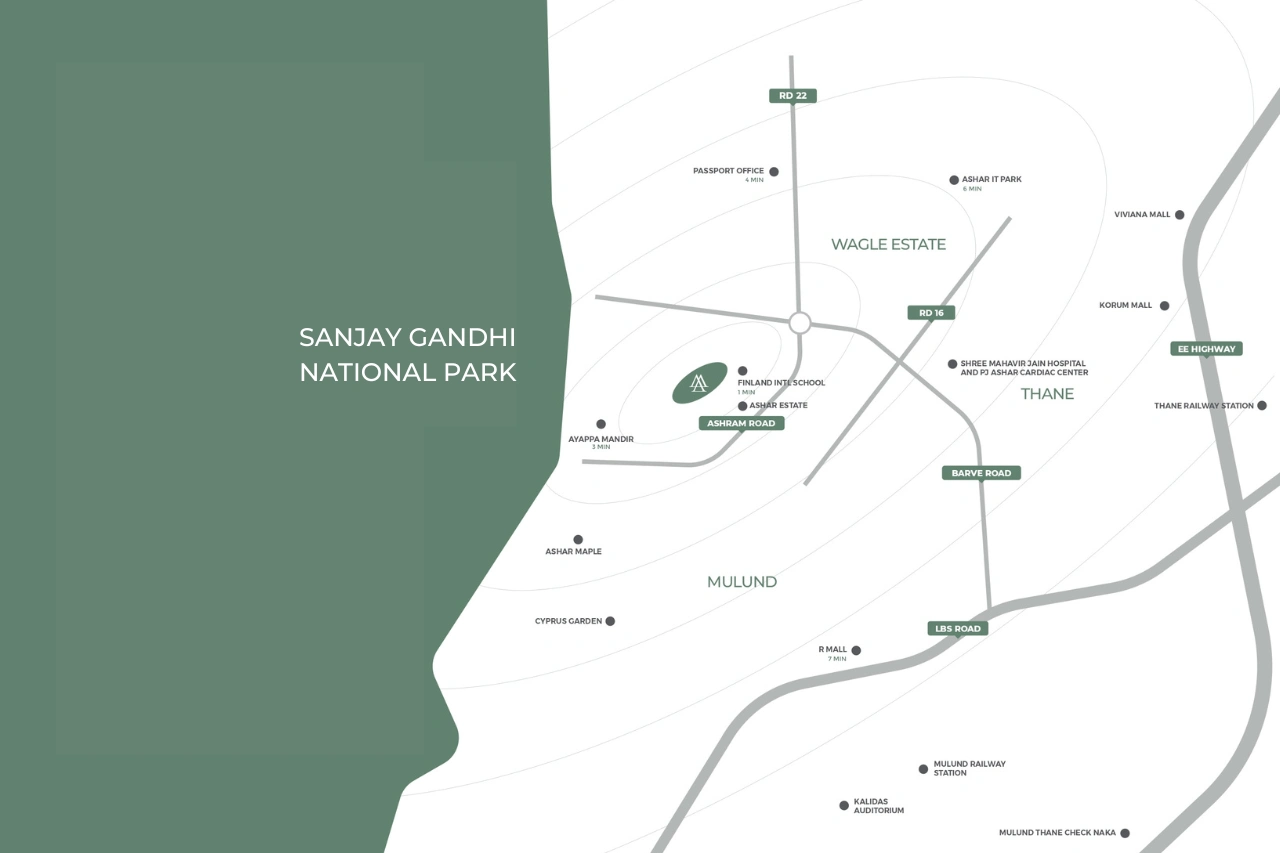 RD 22
PASSPORT OFFICE
4 MIN
ASHAR IT PARK
6 MIN
VIVIANA MALL
WAGLE ESTATE
KORUM MALL
RD 16
SANJAY GANDHI
NATIONAL PARK
EE HIGHWAY
SHREE MAHAVIR JAIN HOSPITAL
AND PJ ASHAR CARDIAC CENTER
FINLAND INTL SCHOOL
1 MIN
THANE
ASHAR ESTATE
THANE RAILWAY STATION
ASHRAM ROAD
AYAPPA MANDIR
3 MIN
BARVE ROAD
ASHAR MAPLE
MULUND
CYPRUS GARDEN
LBS ROAD
R MALL
7 MIN
MULUND RAILWAY
STATION
KALIDAS
AUDITORIUM
MULUND THANE CHECK NAKA